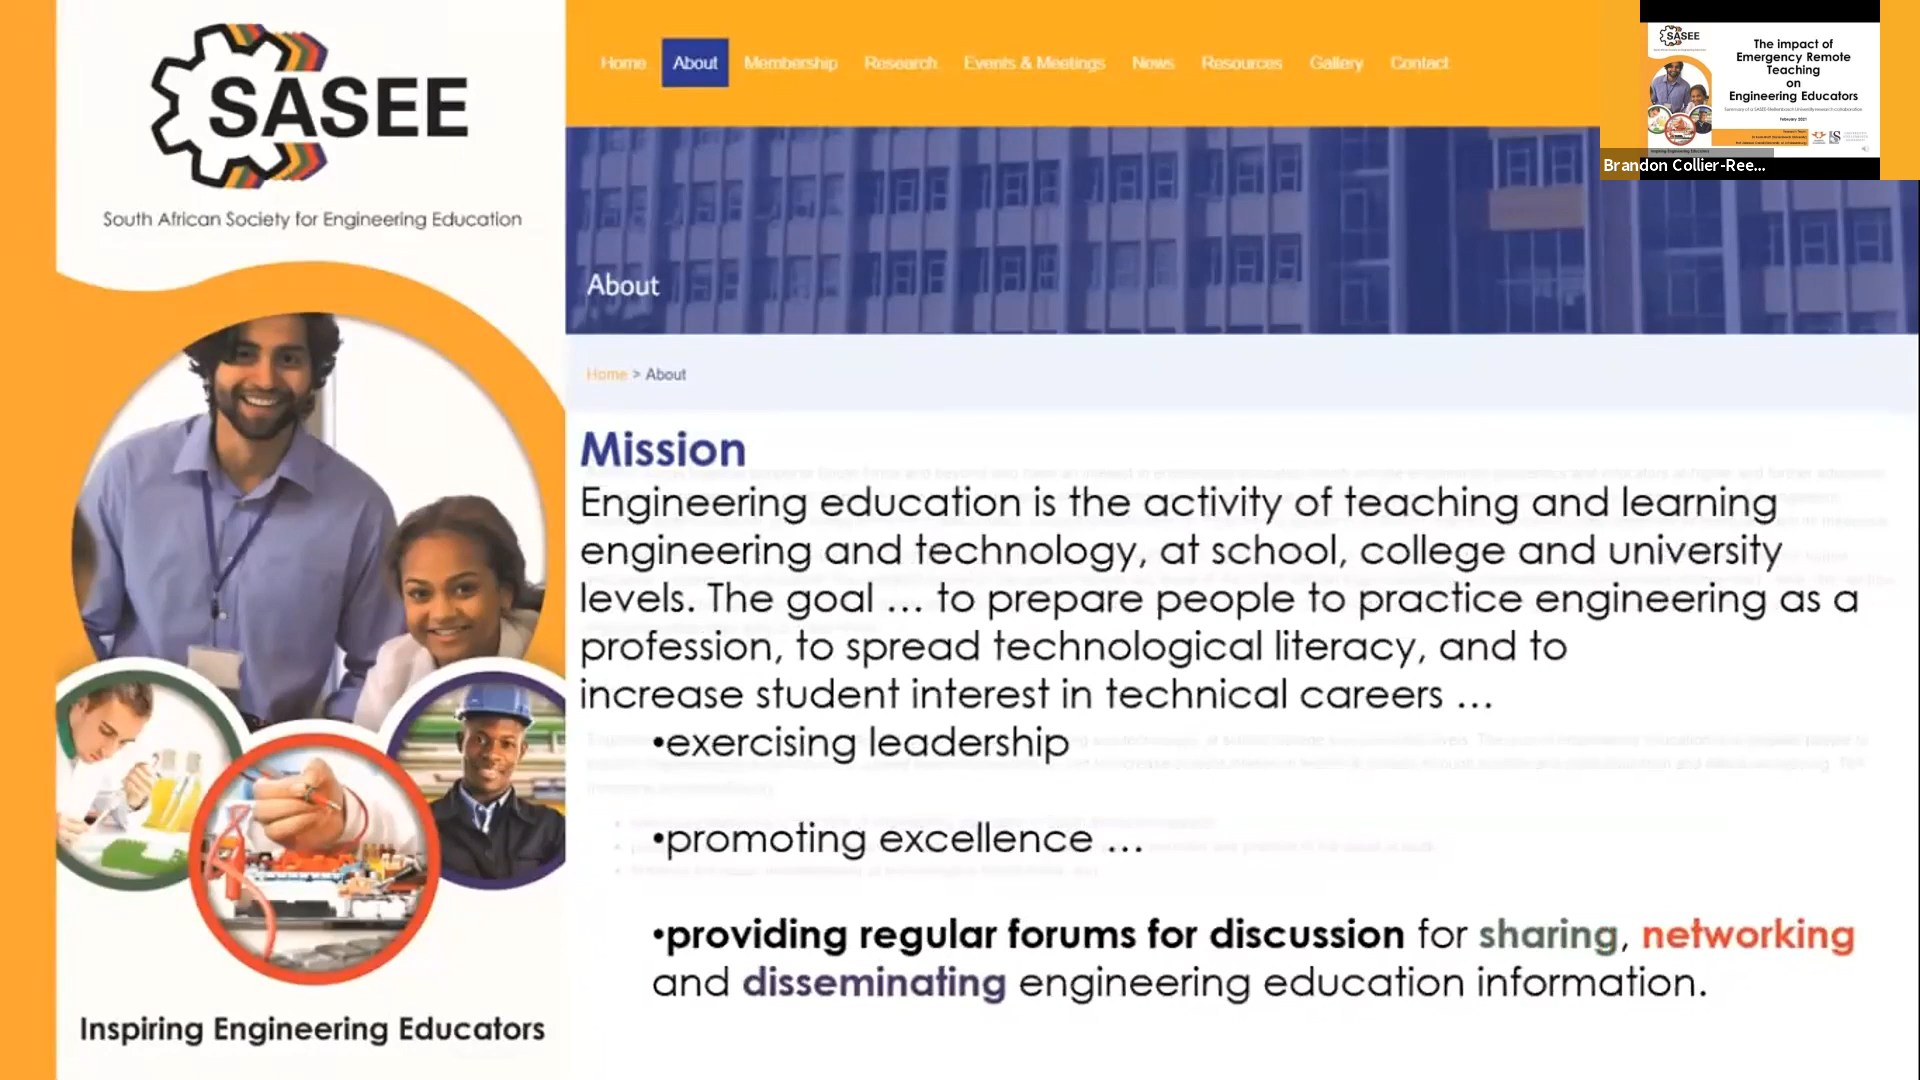 SASEE
South African Society for Engineering Education
Home About Membership Research Events & Meetings News Resources Gallery Contact
SASEE
The impact of
Emergency Remote
Teaching
on
Engineering Educators
February 2021
Brandon Collier-Ree...
About
Home > About
Mission
Engineering education is the activity of teaching and learning
engineering and technology, at school, college and university
levels. The goal ... to prepare people to practice engineering as a
profession, to spread technological literacy, and to
increase student interest in technical careers ...
•exercising leadership
•promoting excellence ...
•providing regular forums for discussion for sharing, networking
and disseminating engineering education information.
Inspiring Engineering Educators